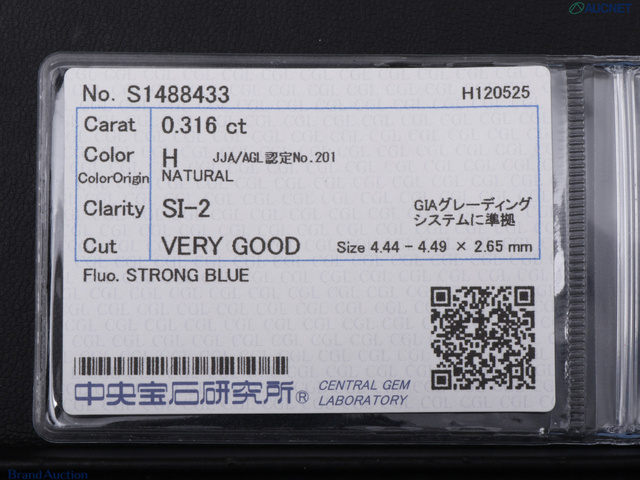 AUCNET
No. S1488433 H120525
Carat 0.316 ct
Color H JJA/AGL認定No.201
ColorOrigin NATURAL
Clarity SI-2 GIAグレーディング
システムに準拠
Cut VERY GOOD Size 4.44 - 4.49 × 2.65 mm
Fluo. STRONG BLUE
中央宝石研究所® CENTRAL GEM
LABORATORY
Brand Auction